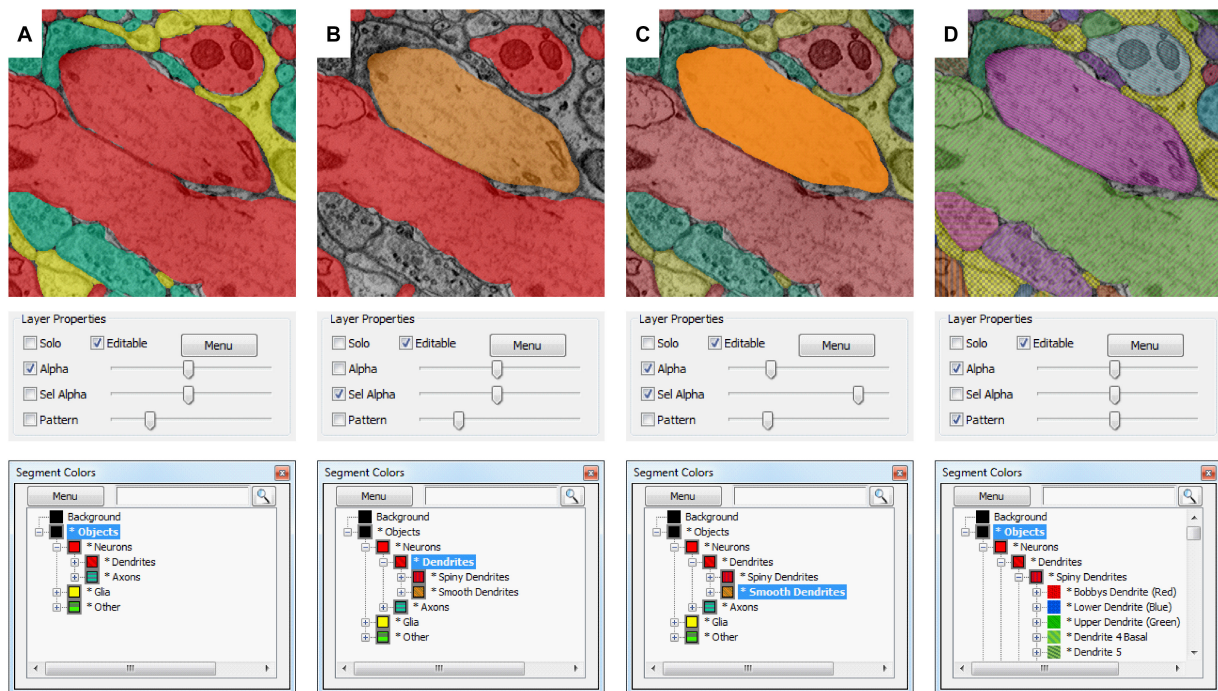 A
B
C
D
Layer Properties
Solo
Editable
Menu
Alpha
Sel Alpha
Pattern
Layer Properties
Solo
Editable
Menu
Alpha
Sel Alpha
Pattern
Layer Properties
Solo
Editable
Menu
Alpha
Sel Alpha
Pattern
Layer Properties
Solo
Editable
Menu
Alpha
Sel Alpha
Pattern
Segment Colors
Menu
Background
* Objects
* Neurons
* Dendrites
* Axons
* Glia
* Other
Segment Colors
Menu
Background
* Objects
* Neurons
* Dendrites
* Spiny Dendrites
* Smooth Dendrites
* Axons
* Glia
* Other
Segment Colors
Menu
Background
* Objects
* Neurons
* Dendrites
* Spiny Dendrites
* Smooth Dendrites
* Axons
* Glia
* Other
Segment Colors
Menu
Background
* Objects
* Neurons
* Dendrites
* Spiny Dendrites
* Bobbys Dendrite (Red)
* Lower Dendrite (Blue)
* Upper Dendrite (Green)
* Dendrite 4 Basal
* Dendrite 5